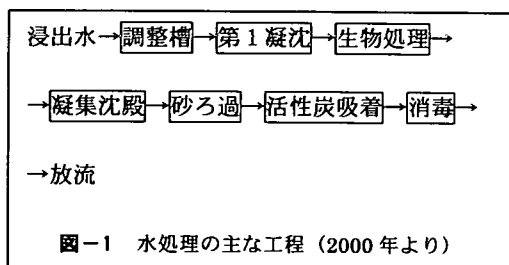 浸出水→調整槽→第1凝沈→生物処理→
→凝集沈殿→砂ろ過→活性炭吸着→消毒→
→放流
図−1 水処理の主な工程（2000年より）